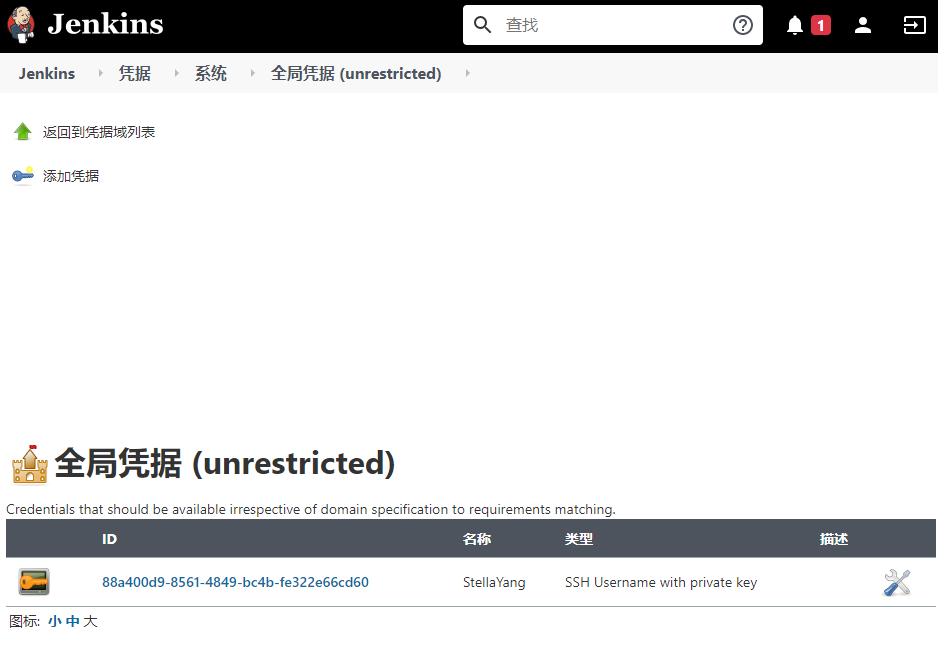 Jenkins
查找
1
Jenkins 凭据 系统 全局凭据 (unrestricted)
返回到凭据域列表
添加凭据
全局凭据 (unrestricted)
Credentials that should be available irrespective of domain specification to requirements matching.
ID 名称 类型 描述
88a400d9-8561-4849-bc4b-fe322e66cd60 StellaYang SSH Username with private key
图标: 小 中 大